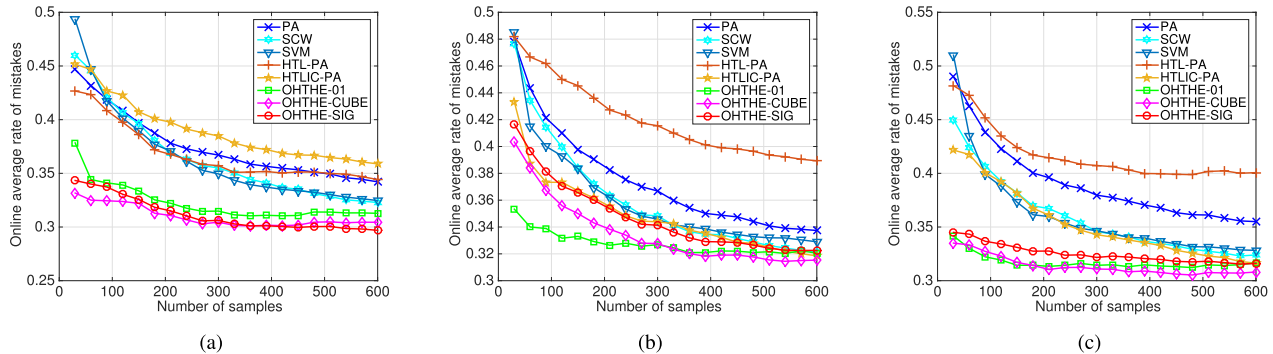 0.5
0.45
0.4
0.35
0.3
0.25
Online average rate of mistakes
0 100 200 300 400 500 600
Number of samples
PA
SCW
SVM
HTL-PA
HTLIC-PA
OHTHE-01
OHTHE-CUBE
OHTHE-SIG
(a)
0.5
0.48
0.46
0.44
0.42
0.4
0.38
0.36
0.34
0.32
0.3
Online average rate of mistakes
0 100 200 300 400 500 600
Number of samples
PA
SCW
SVM
HTL-PA
HTLIC-PA
OHTHE-01
OHTHE-CUBE
OHTHE-SIG
(b)
0.55
0.5
0.45
0.4
0.35
0.3
Online average rate of mistakes
0 100 200 300 400 500 600
Number of samples
PA
SCW
SVM
HTL-PA
HTLIC-PA
OHTHE-01
OHTHE-CUBE
OHTHE-SIG
(c)